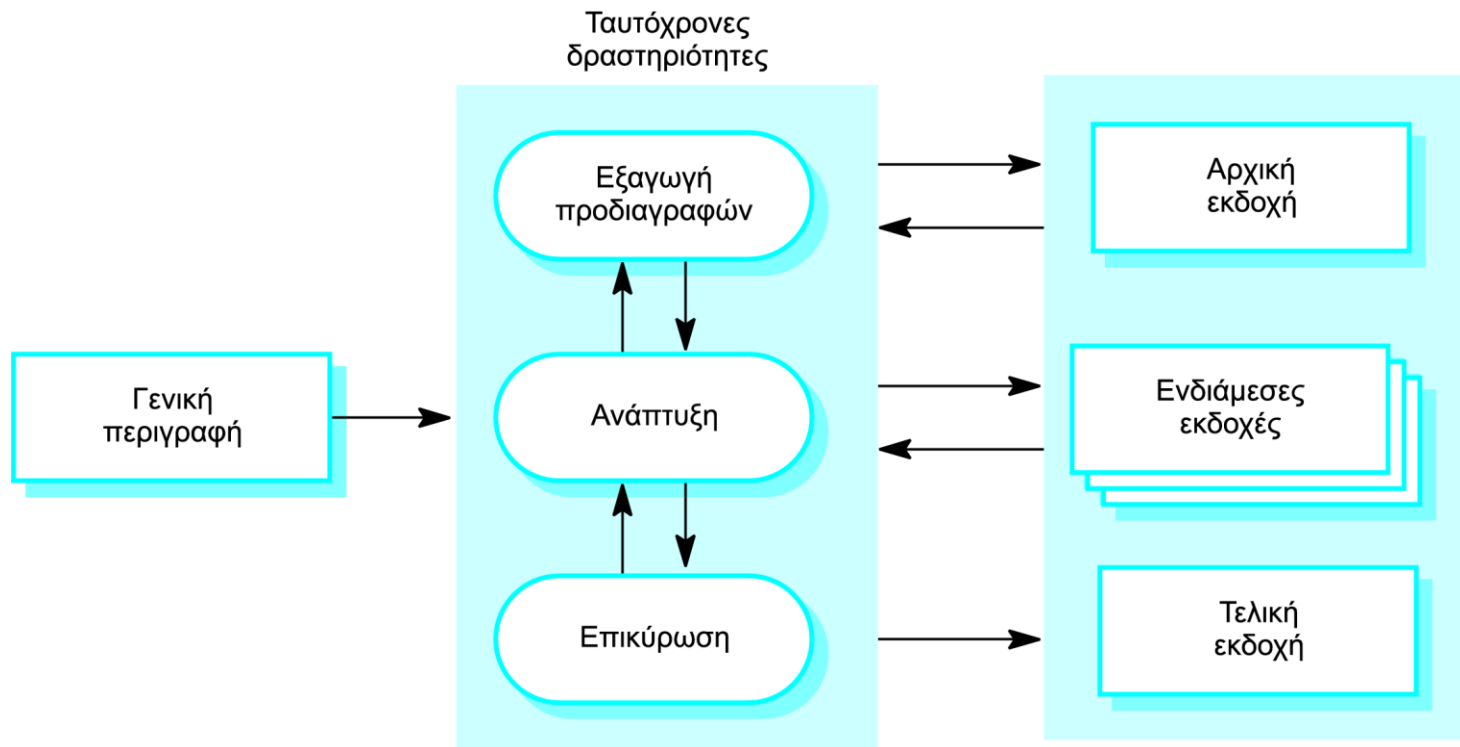 Ταυτόχρονες
δραστηριότητες
Εξαγωγή
προδιαγραφών
Αρχική
εκδοχή
Γενική
περιγραφή
Ανάπτυξη
Ενδιάμεσες
εκδοχές
Επικύρωση
Τελική
εκδοχή